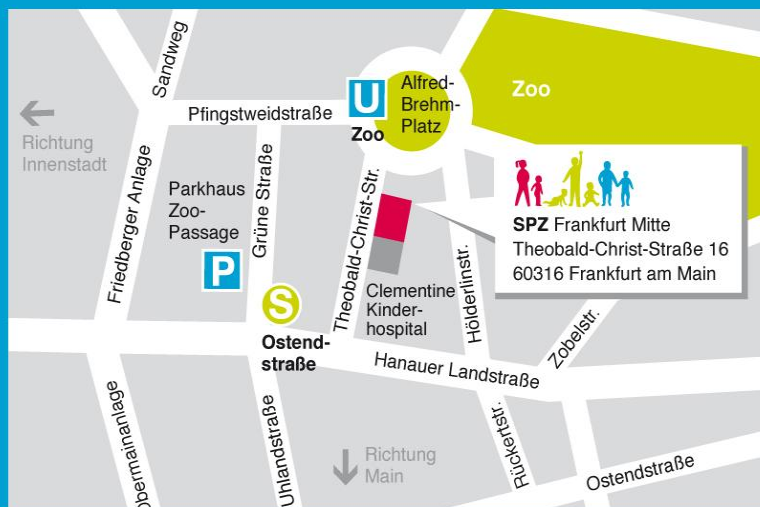 Sandweg
Pfingstweidstraße
U
Zoo
Alfred-
Brehm-
Platz
Zoo
Richtung
Innenstadt
Friedberger Anlage
Parkhaus
Zoo-
Passage
P
Grüne Straße
Theobald-Christ-Str.
SPZ Frankfurt Mitte
Theobald-Christ-Straße 16
60316 Frankfurt am Main
S
Ostend-
straße
Clementine
Kinder-
hospital
Hölderlinstr.
Zobelstr.
Hanauer Landstraße
bermainanlage
Uhlandstraße
Richtung
Main
Rückertstr.
Ostendstraße